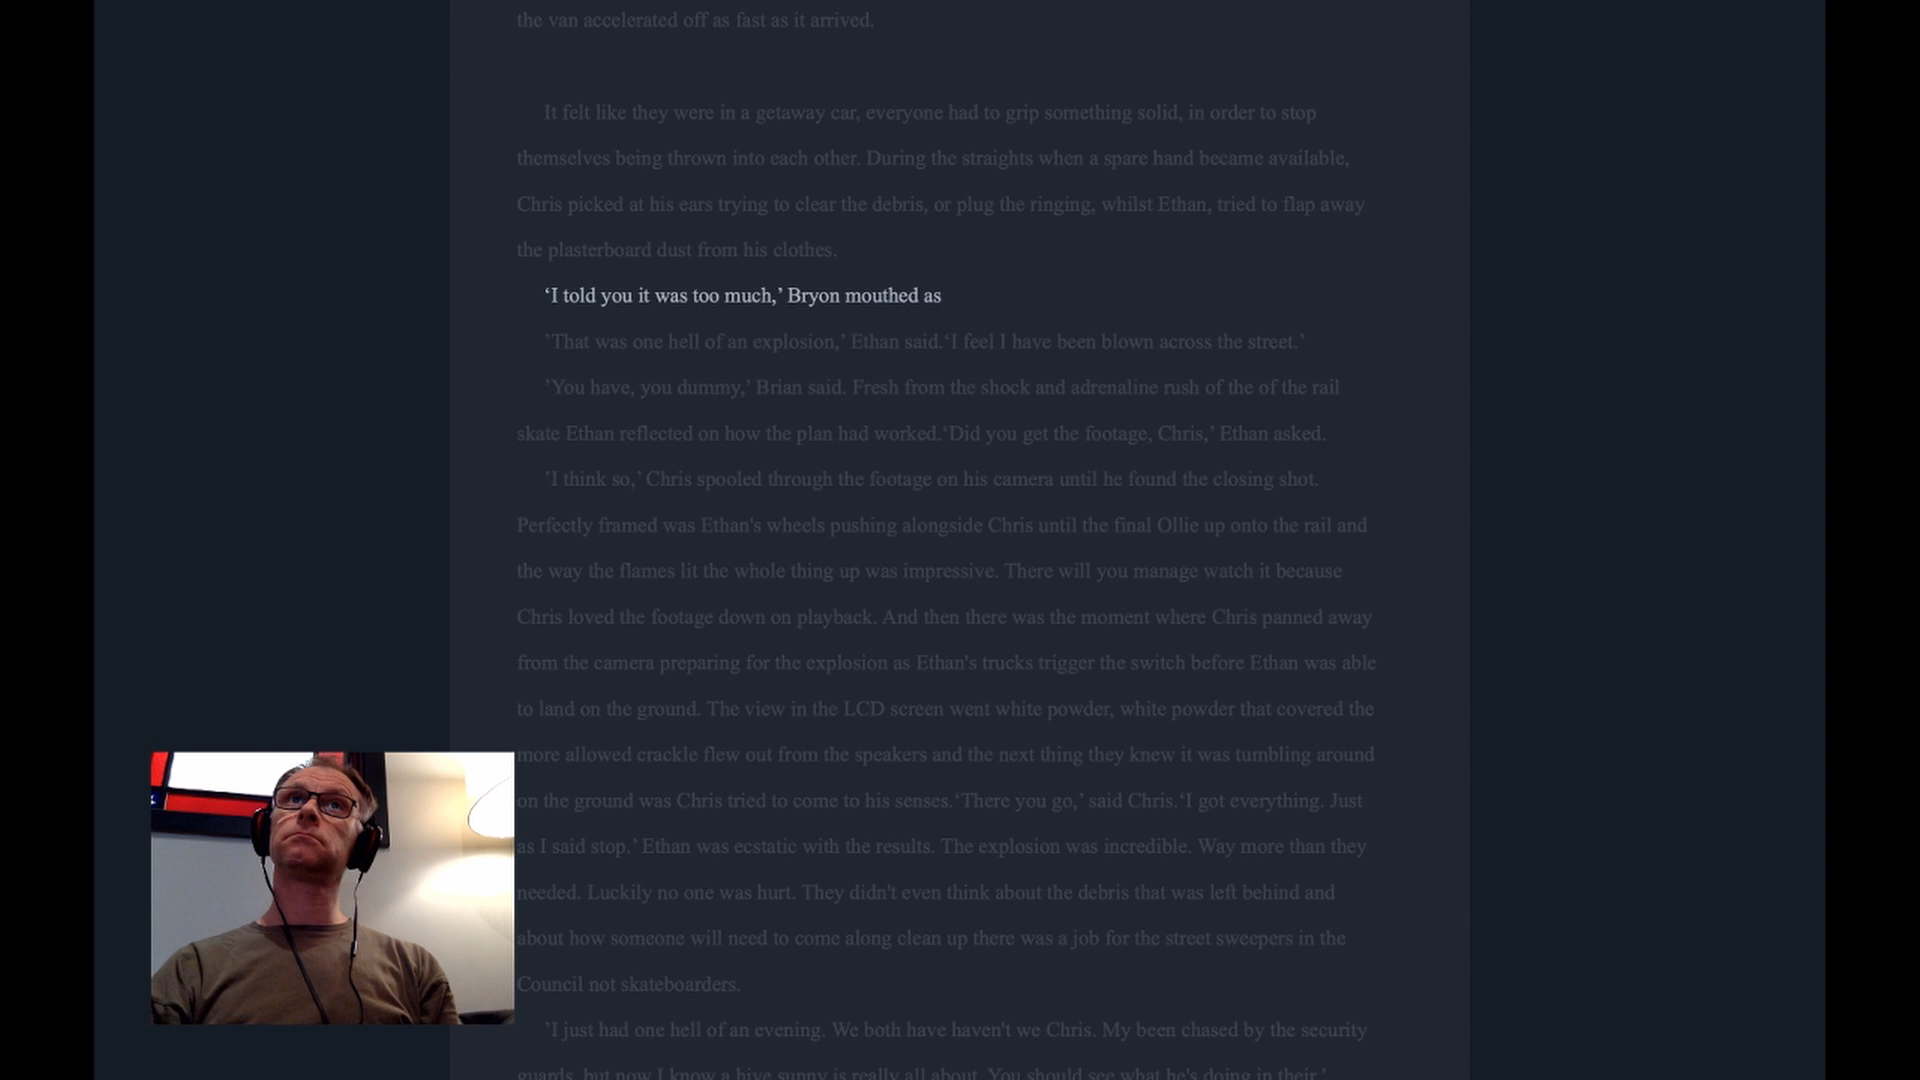 the van accelerated off as fast as it arrived.
It felt like they were in a getaway car, everyone had to grip something solid, in order to stop
themselves being thrown into each other. During the straights when a spare hand became available,
Chris picked at his ears trying to clear the debris, or plug the ringing, whilst Ethan, tried to flap away
the plasterboard dust from his clothes.
‘I told you it was too much,’ Bryon mouthed as
’That was one hell of an explosion,’ Ethan said.‘I feel I have been blown across the street.’
’You have, you dummy,’ Brian said. Fresh from the shock and adrenaline rush of the of the rail
skate Ethan reflected on how the plan had worked.‘Did you get the footage, Chris,’ Ethan asked.
’I think so,’ Chris spooled through the footage on his camera until he found the closing shot.
Perfectly framed was Ethan's wheels pushing alongside Chris until the final Ollie up onto the rail and
the way the flames lit the whole thing up was impressive. There will you manage watch it because
Chris loved the footage down on playback. And then there was the moment where Chris panned away
from the camera preparing for the explosion as Ethan's trucks trigger the switch before Ethan was able
to land on the ground. The view in the LCD screen went white powder, white powder that covered the
more allowed crackle flew out from the speakers and the next thing they knew it was tumbling around
on the ground was Chris tried to come to his senses.‘There you go,’ said Chris.‘I got everything. Just
as I said stop.’ Ethan was ecstatic with the results. The explosion was incredible. Way more than they
needed. Luckily no one was hurt. They didn't even think about the debris that was left behind and
about how someone will need to come along clean up there was a job for the street sweepers in the
Council not skateboarders.
’I just had one hell of an evening. We both have haven't we Chris. My been chased by the security
guards, but now I know a hive sunny is really all about. You should see what he's doing in their.’